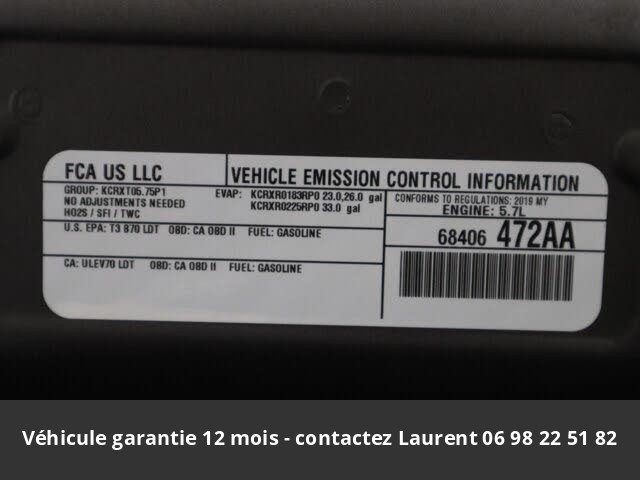 FCA US LLC
VEHICLE EMISSION CONTROL INFORMATION
GROUP: KCRXT05.75P1
NO ADJUSTMENTS NEEDED
HO2S / SFI / TWC
EVAP: KCRXR0183RP0 23.0,26.0 gal
KCRXR0225RP0 33.0 gal
CONFORMS TO REGULATIONS: 2019 MY
ENGINE: 5.7L
U.S. EPA: T3 B70 LDT OBD: CA OBD II FUEL: GASOLINE
68406 472AA
CA: ULEV70 LDT OBD: CA OBD II FUEL: GASOLINE
Véhicule garantie 12 mois - contactez Laurent 06 98 22 51 82